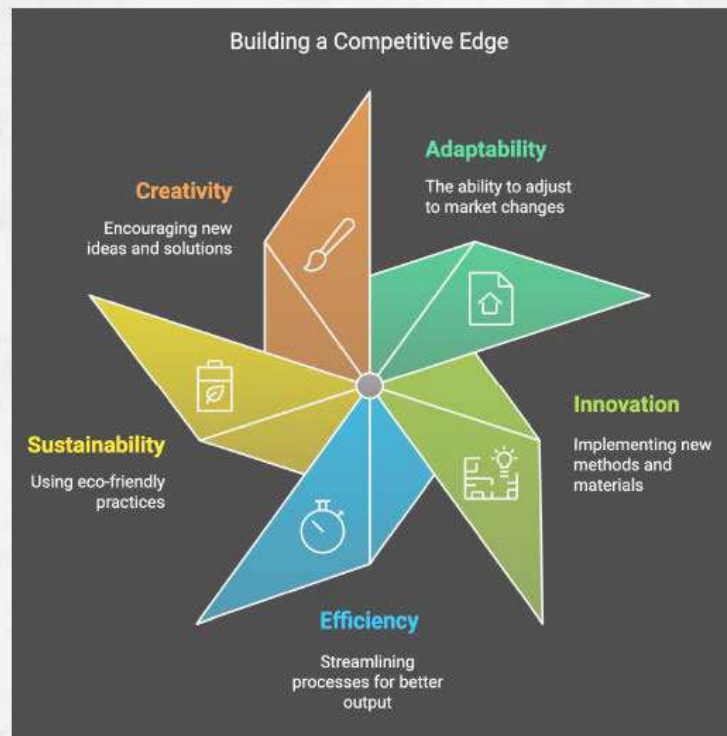 Building a Competitive Edge
Adaptability
The ability to adjust
to market changes
Creativity
Encouraging new
ideas and solutions
Innovation
Implementing new
methods and
materials
Sustainability
Using eco-friendly
practices
Efficiency
Streamlining
processes for better
output